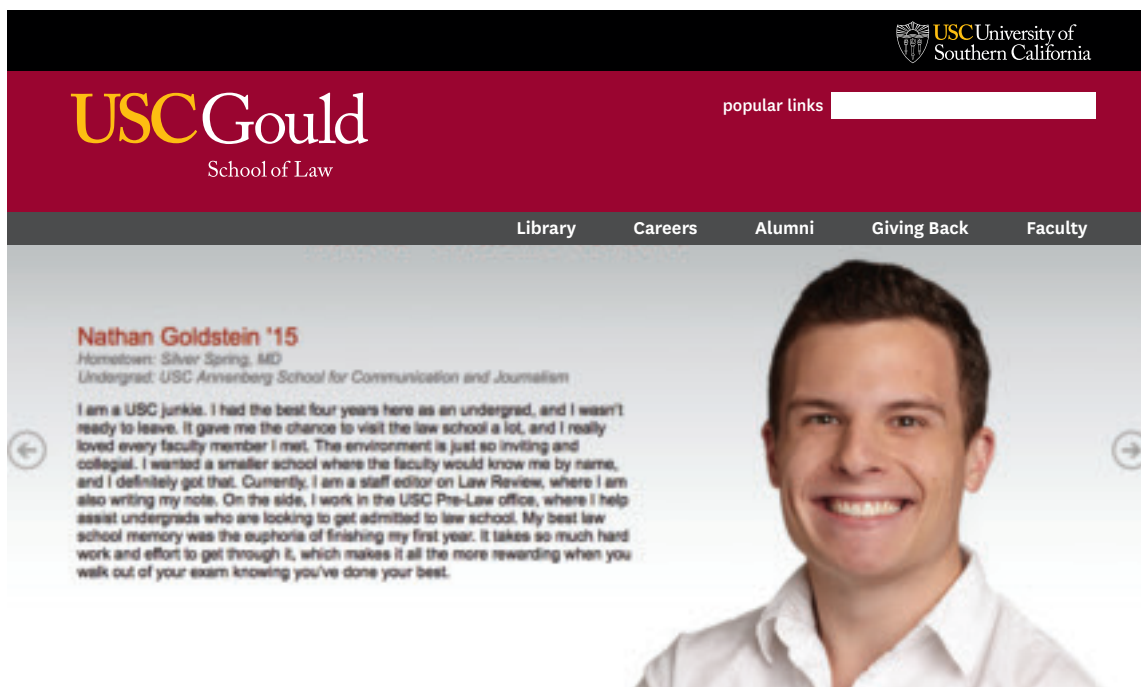 USC University of
Southern California
USC Gould
School of Law
popular links
Library Careers Alumni Giving Back Faculty
Nathan Goldstein '15
Hometown: Silver Spring, MD
Undergrad: USC Annenberg School for Communication and Journalism
I am a USC junkie. I had the best four years here as an undergrad, and I wasn't
ready to leave. It gave me the chance to visit the law school a lot, and I really
loved every faculty member I met. The environment is just so inviting and
collegial. I wanted a smaller school where the faculty would know me by name,
and I definitely got that. Currently, I am a staff editor on Law Review, where I am
also writing my note. On the side, I work in the USC Pre-Law office, where I help
assist undergrads who are looking to get admitted to law school. My best law
school memory was the euphoria of finishing my first year. It takes so much hard
work and effort to get through it, which makes it all the more rewarding when you
walk out of your exam knowing you've done your best.